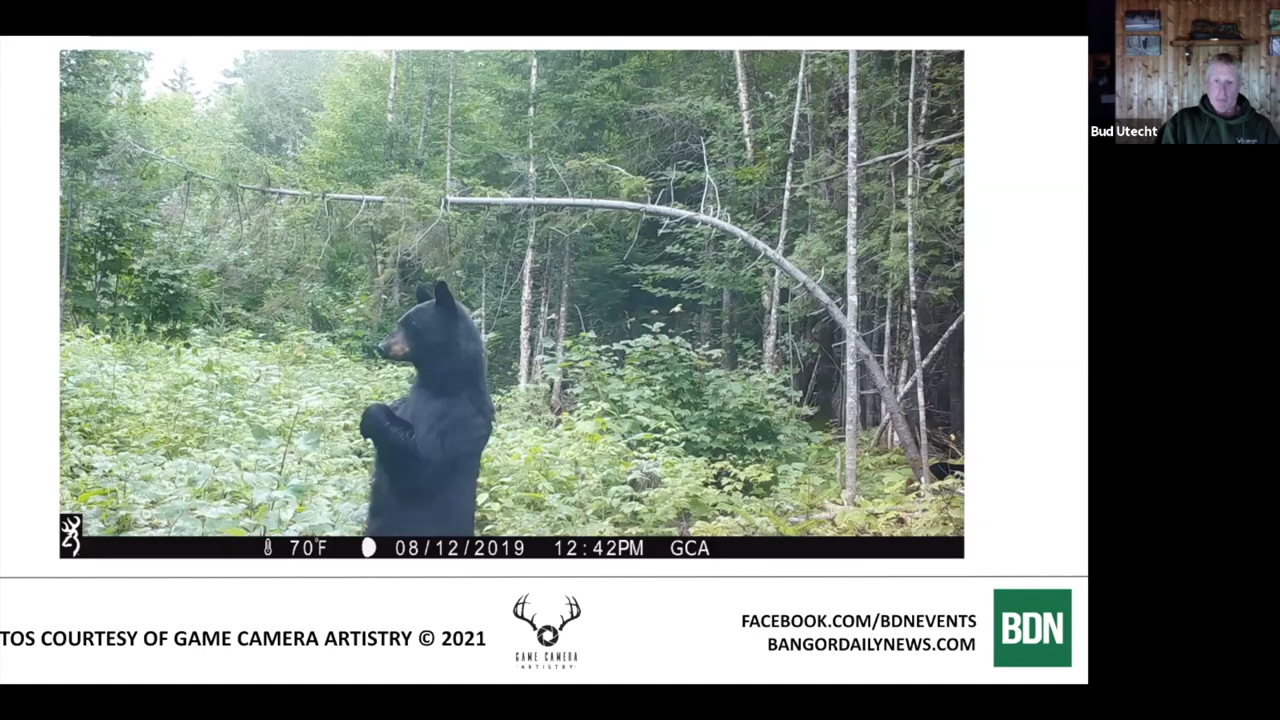 Bud Utecht
70°F 08/12/2019 12:42PM GCA
TOS COURTESY OF GAME CAMERA ARTISTRY © 2021
GAME CAMERA
ARTISTRY
FACEBOOK.COM/BDNEVENTS
BANGORDAILYNEWS.COM
BDN